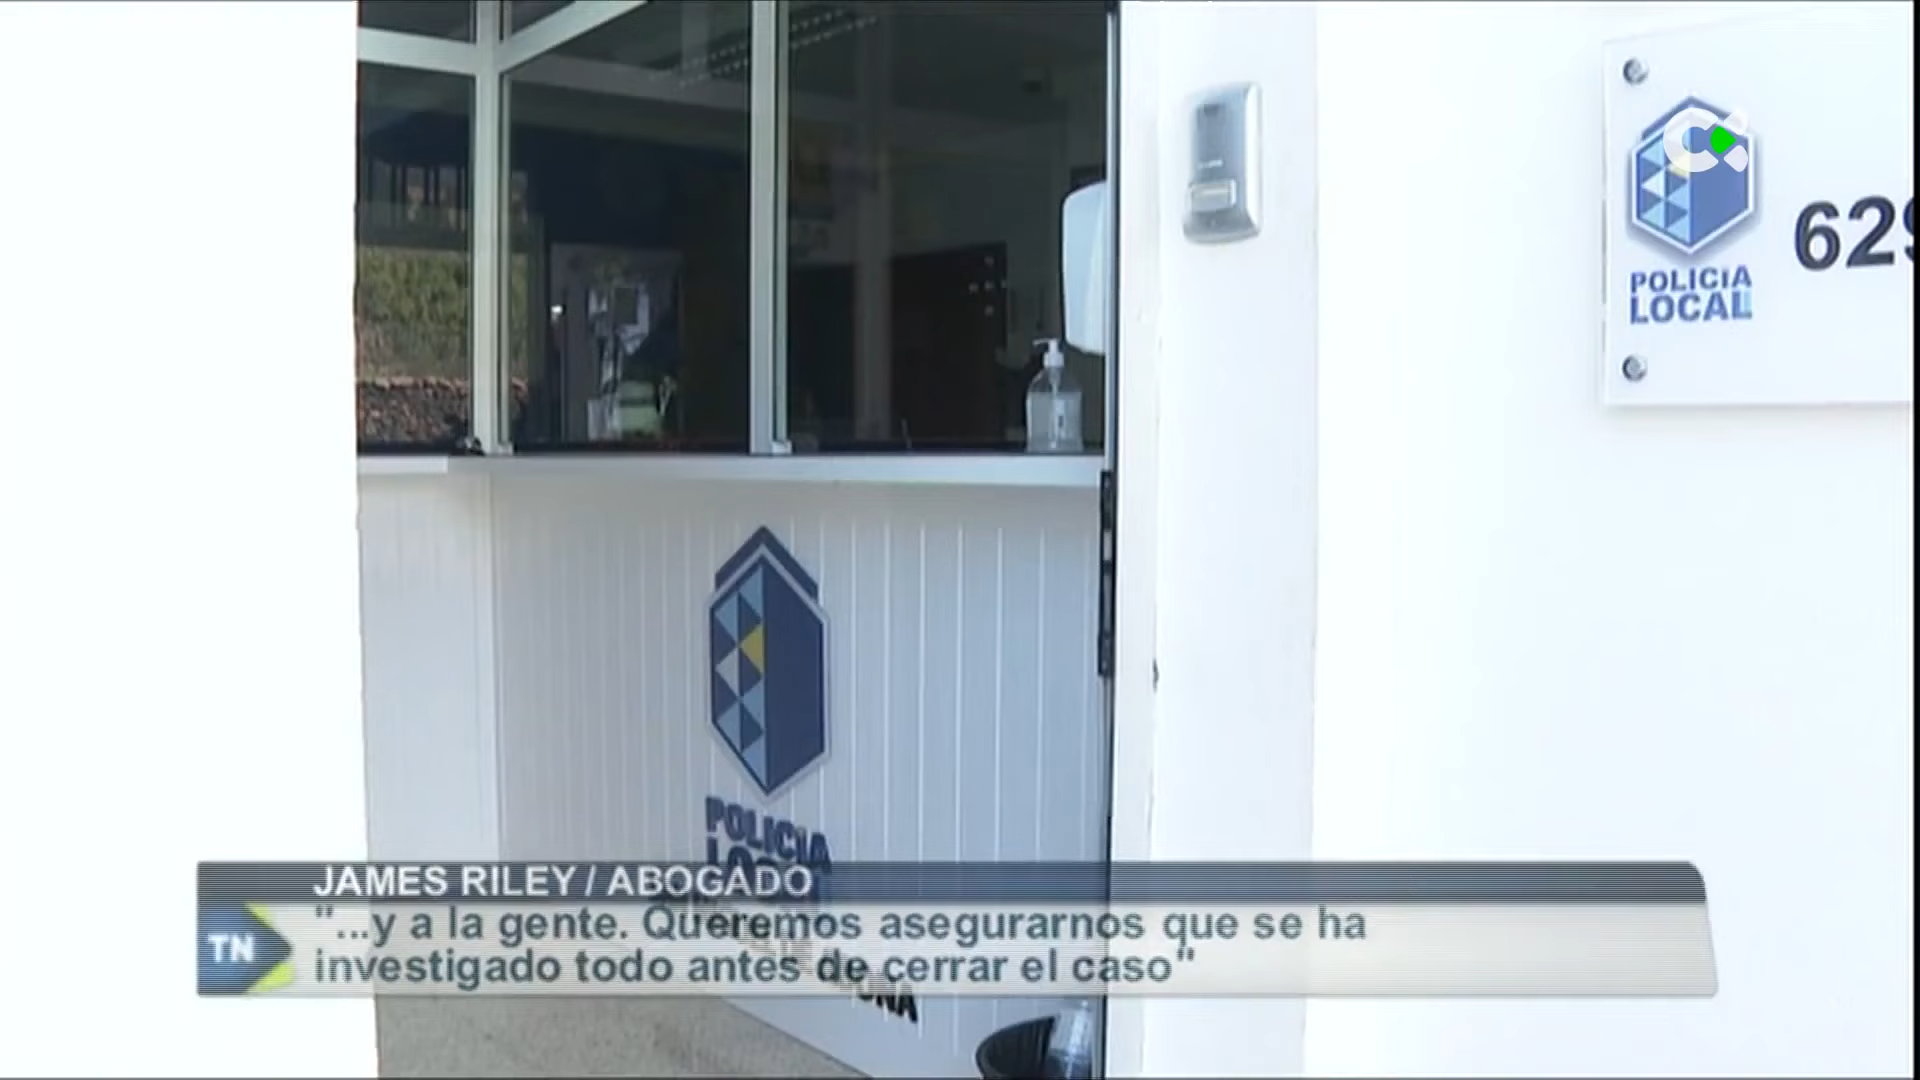 629
POLICIA
LOCAL
POLICIA
JAMES RILEY / ABOGADO
"...y a la gente. Queremos asegurarnos que se ha
investigado todo antes de cerrar el caso"
TN